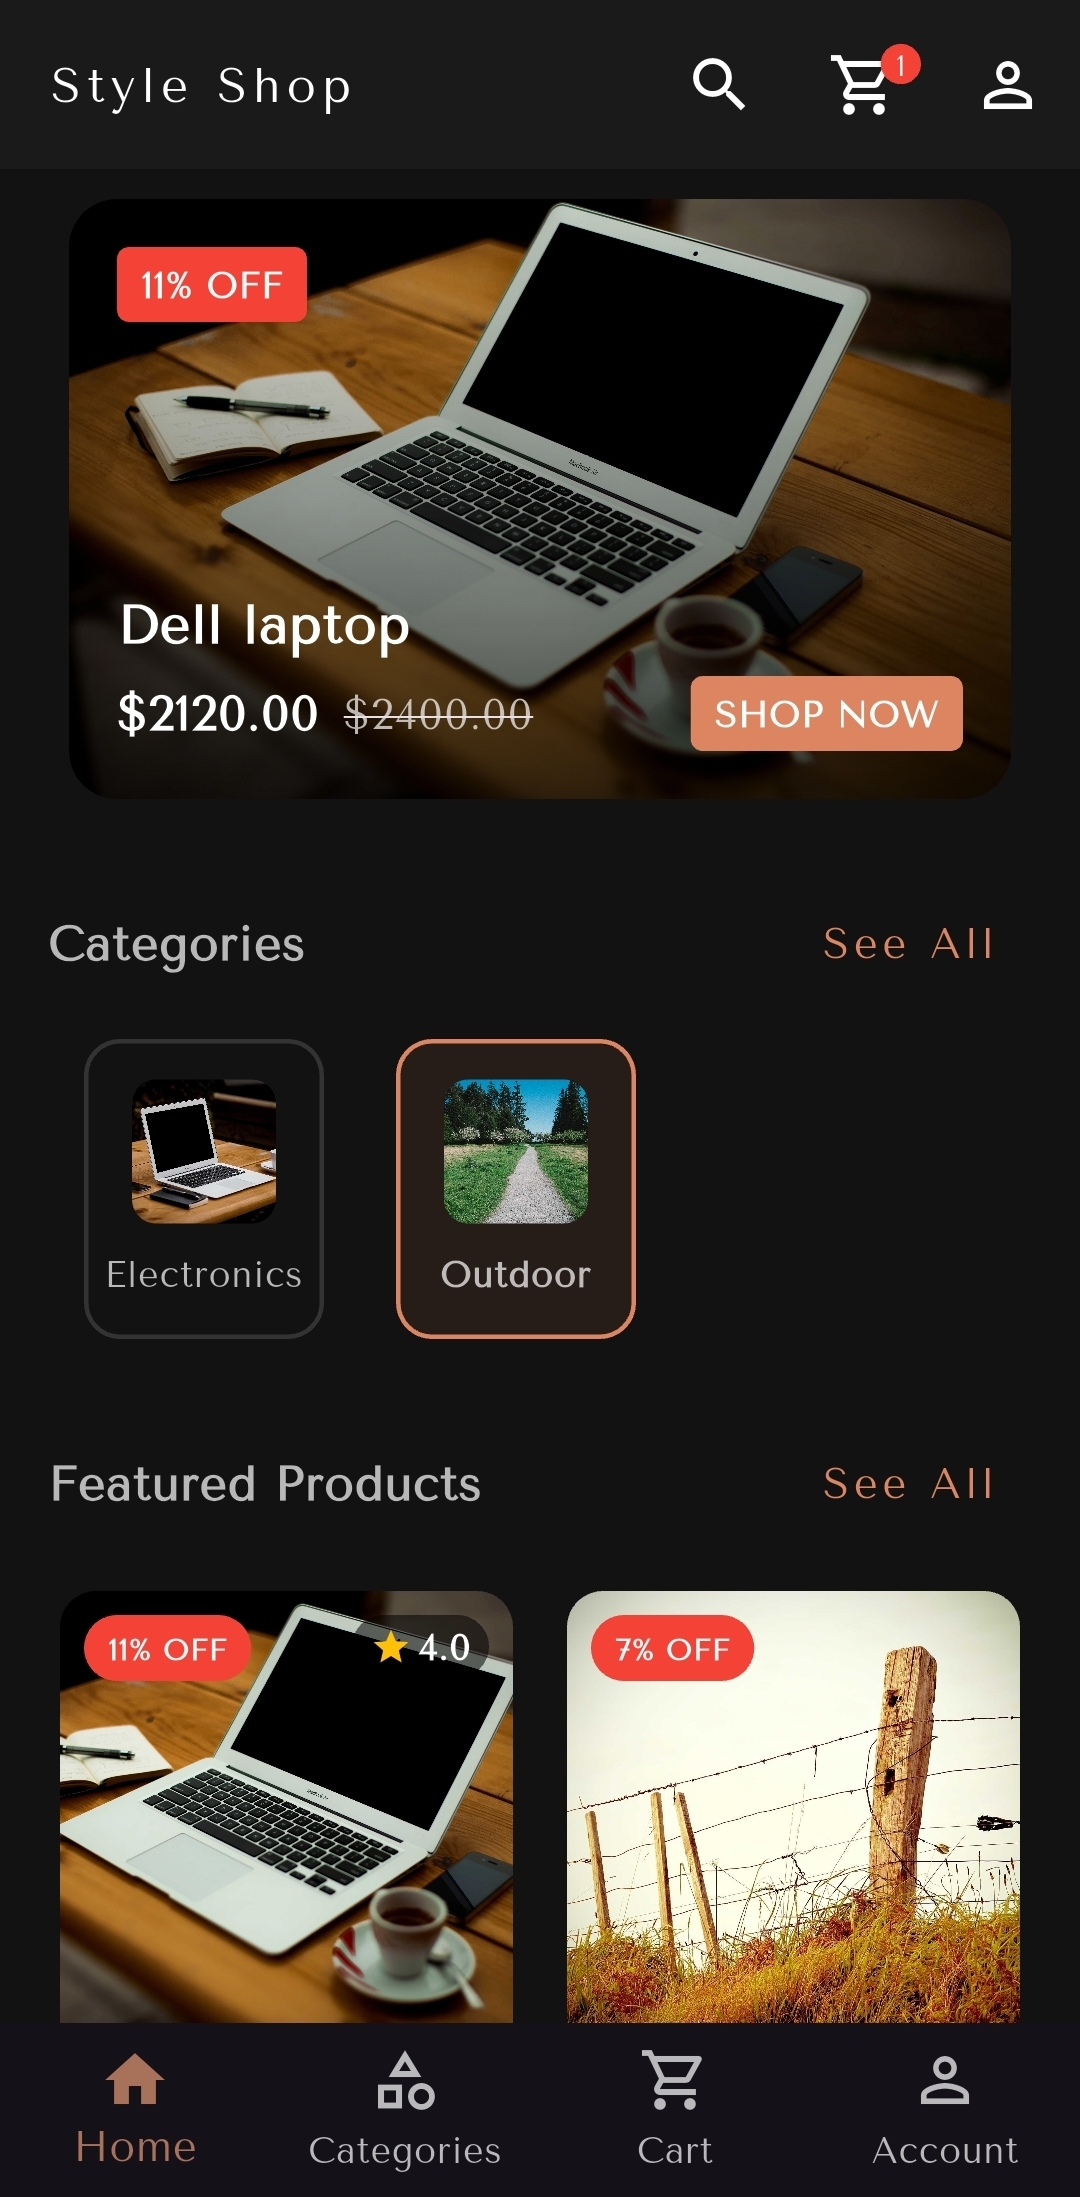 Style Shop
1
11% OFF
Dell laptop
$2120.00 $2400.00
SHOP NOW
Categories
See All
Electronics
Outdoor
Featured Products
See All
11% OFF
4.0
7% OFF
Home
Categories
Cart
Account